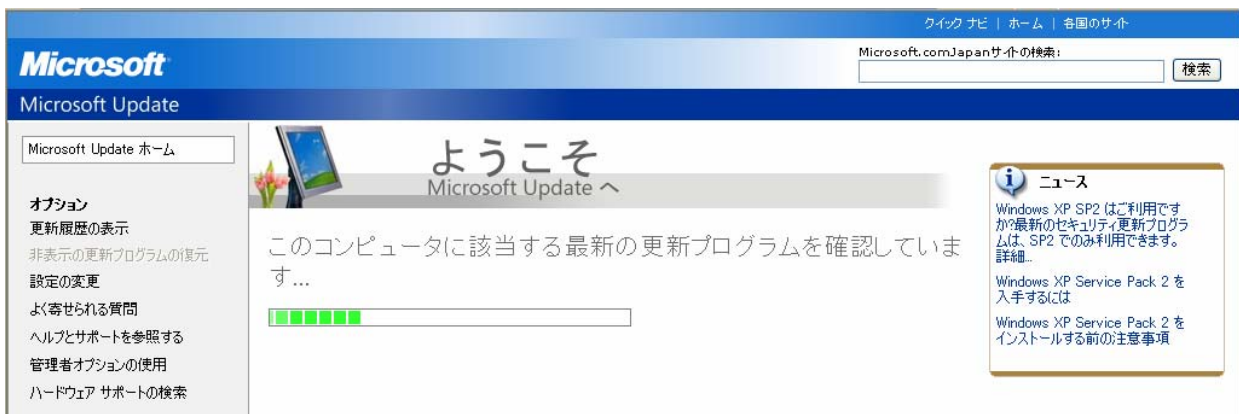 クイック ナビ | ホーム | 各国のサイト
Microsoft
Microsoft.comJapanサイトの検索:
検索
Microsoft Update
Microsoft Update ホーム
オプション
更新履歴の表示
非表示の更新プログラムの復元
設定の変更
よく寄せられる質問
ヘルプとサポートを参照する
管理者オプションの使用
ハードウェア サポートの検索
ようこそ
Microsoft Update へ
このコンピュータに該当する最新の更新プログラムを確認していま
す...
ニュース
Windows XP SP2 はご利用です
か?最新のセキュリティ更新プログラ
ムは、SP2 でのみ利用できます。
詳細...
Windows XP Service Pack 2 を
入手するには
Windows XP Service Pack 2 を
インストールする前の注意事項